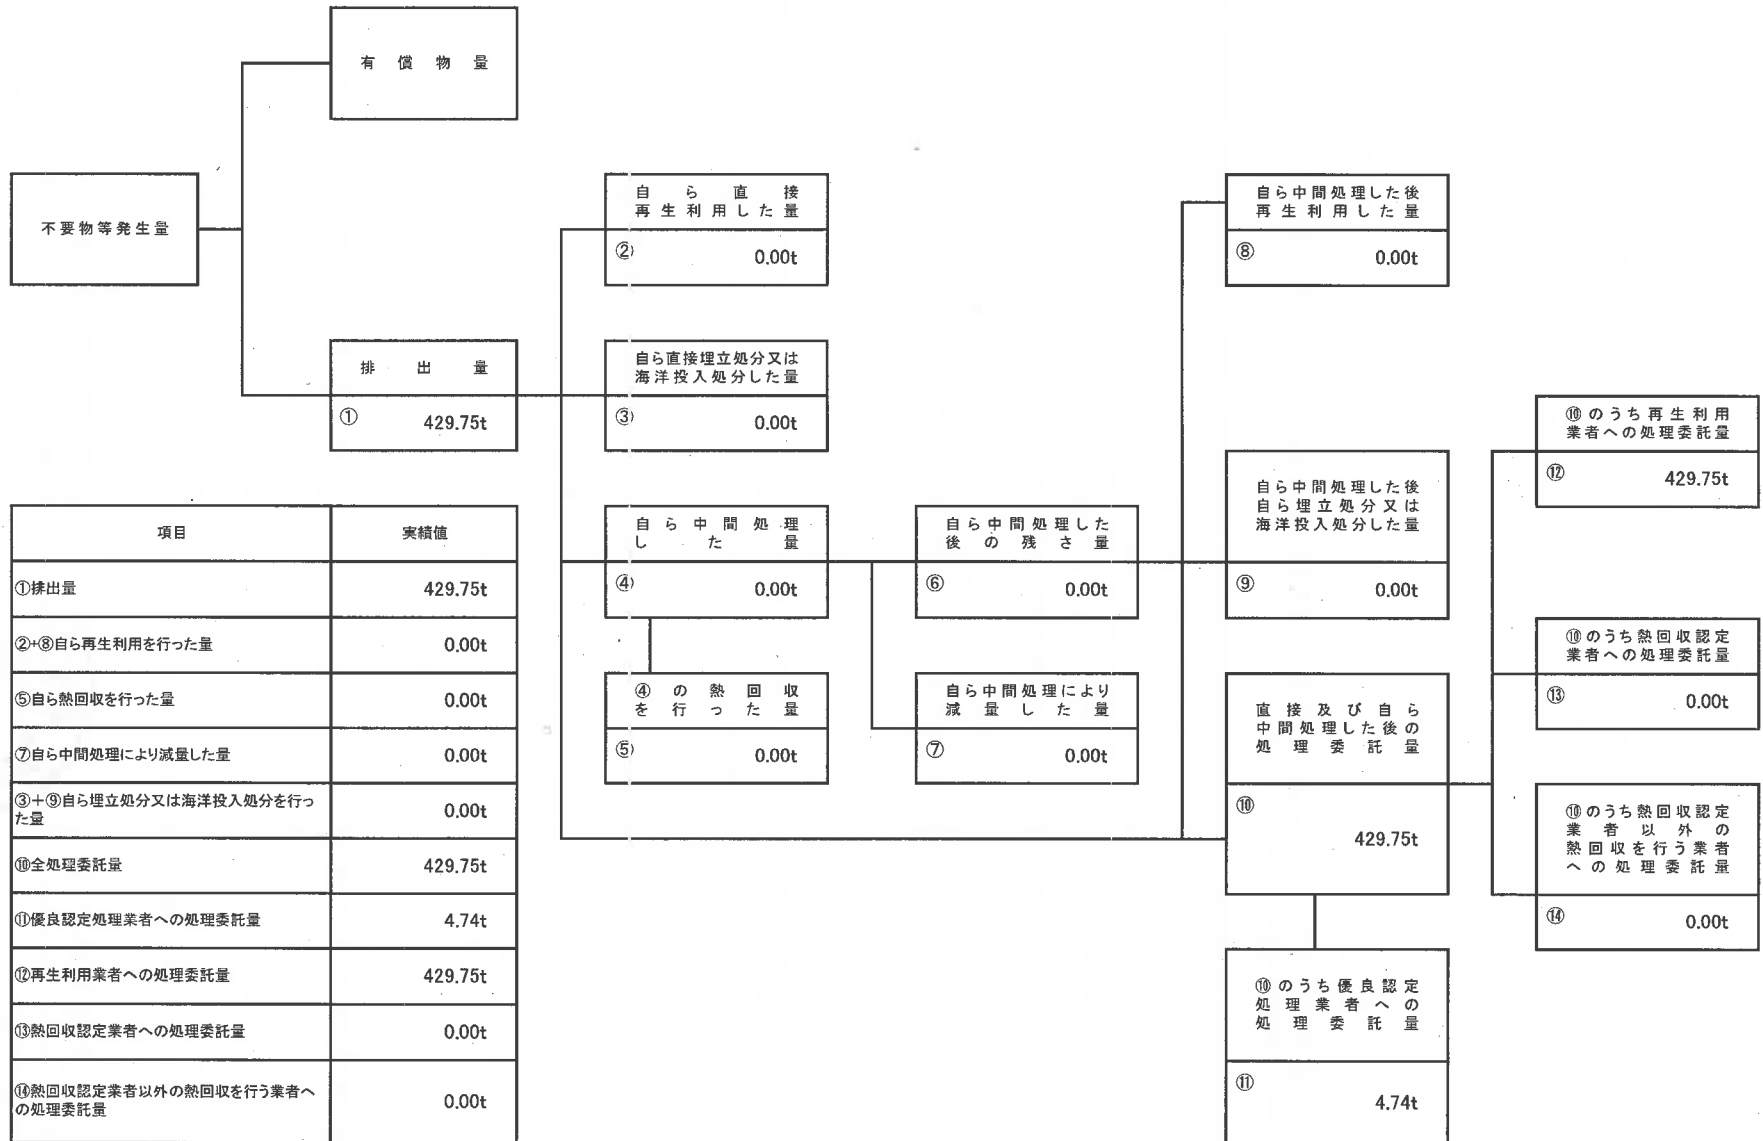 有償物量
不要物等発生量
排出量
① 429.75t
自ら直接
再生利用した量
② 0.00t
自ら直接埋立処分又は
海洋投入処分した量
③ 0.00t
自ら中間処理
した量
④ 0.00t
④の熱回収
を行った量
⑤ 0.00t
自ら中間処理した
後の残さ量
⑥ 0.00t
自ら中間処理により
減量した量
⑦ 0.00t
自ら中間処理した後
再生利用した量
⑧ 0.00t
自ら中間処理した後
自ら埋立処分又は
海洋投入処分した量
⑨ 0.00t
直接及び自ら
中間処理した後の
処理委託量
⑩
429.75t
⑩のうち優良認定
処理業者への
処理委託量
⑪
4.74t
⑩のうち再生利用
業者への処理委託量
⑫ 429.75t
⑩のうち熱回収認定
業者への処理委託量
⑬ 0.00t
⑩のうち熱回収認定
業者以外の
熱回収を行う業者
への処理委託量
⑭ 0.00t
項目 実績値
①排出量 429.75t
②+⑧自ら再生利用を行った量 0.00t
⑤自ら熱回収を行った量 0.00t
⑦自ら中間処理により減量した量 0.00t
③+⑨自ら埋立処分又は海洋投入処分を行っ
た量 0.00t
⑩全処理委託量 429.75t
⑪優良認定処理業者への処理委託量 4.74t
⑫再生利用業者への処理委託量 429.75t
⑬熱回収認定業者への処理委託量 0.00t
⑭熱回収認定業者以外の熱回収を行う業者へ
の処理委託量 0.00t